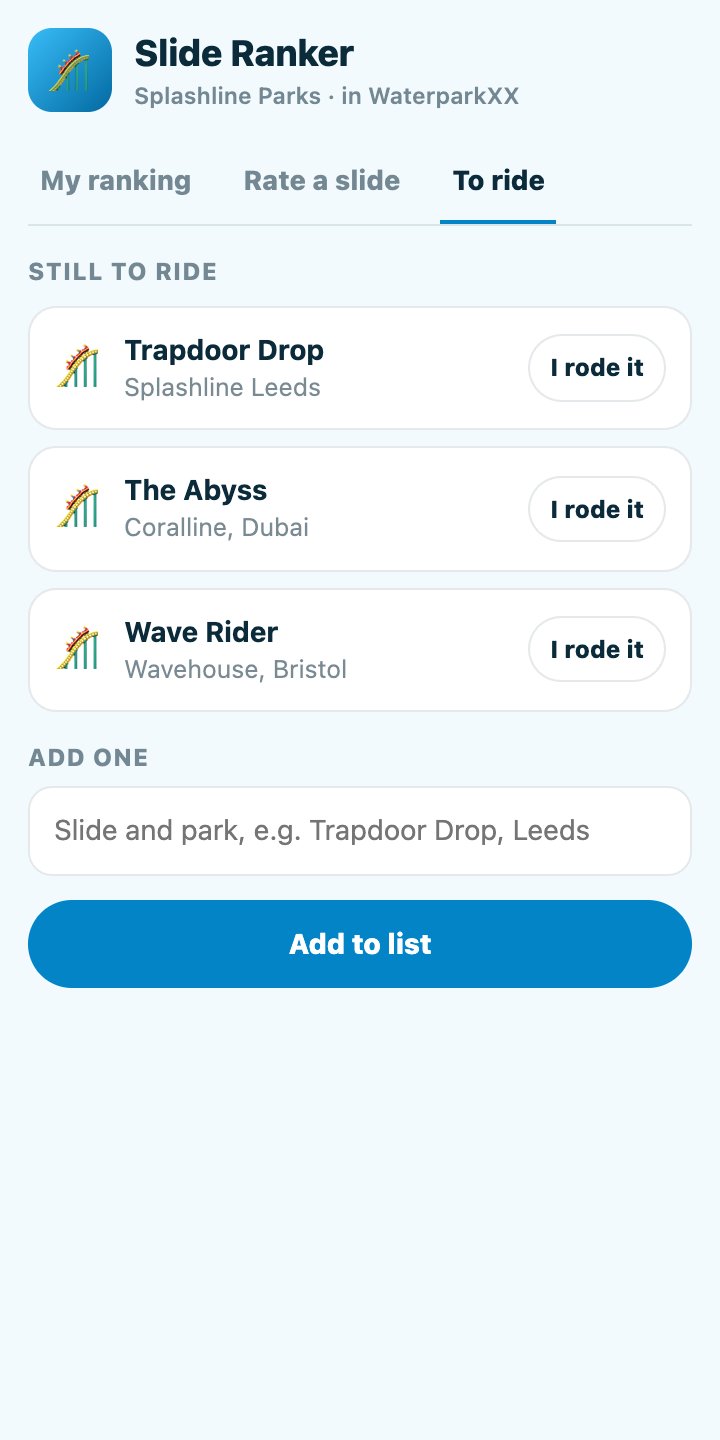 Slide Ranker
Splashline Parks · in WaterparkXX
My ranking
Rate a slide
To ride
STILL TO RIDE
Trapdoor Drop
Splashline Leeds
I rode it
The Abyss
Coralline, Dubai
I rode it
Wave Rider
Wavehouse, Bristol
I rode it
ADD ONE
Slide and park, e.g. Trapdoor Drop, Leeds
Add to list